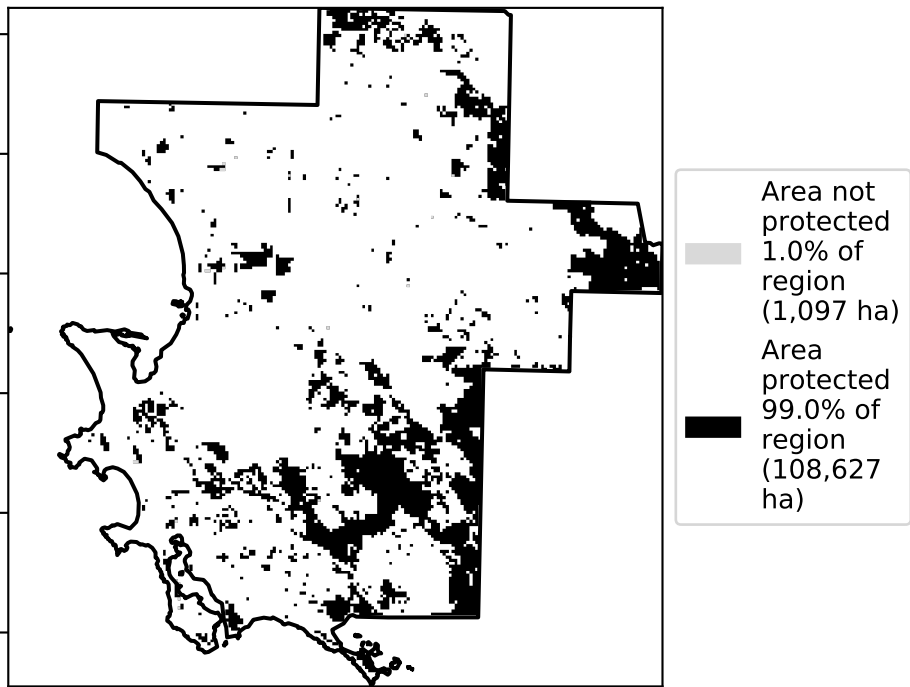 Area not
protected
1.0% of
region
(1,097 ha)
Area
protected
99.0% of
region
(108,627
ha)